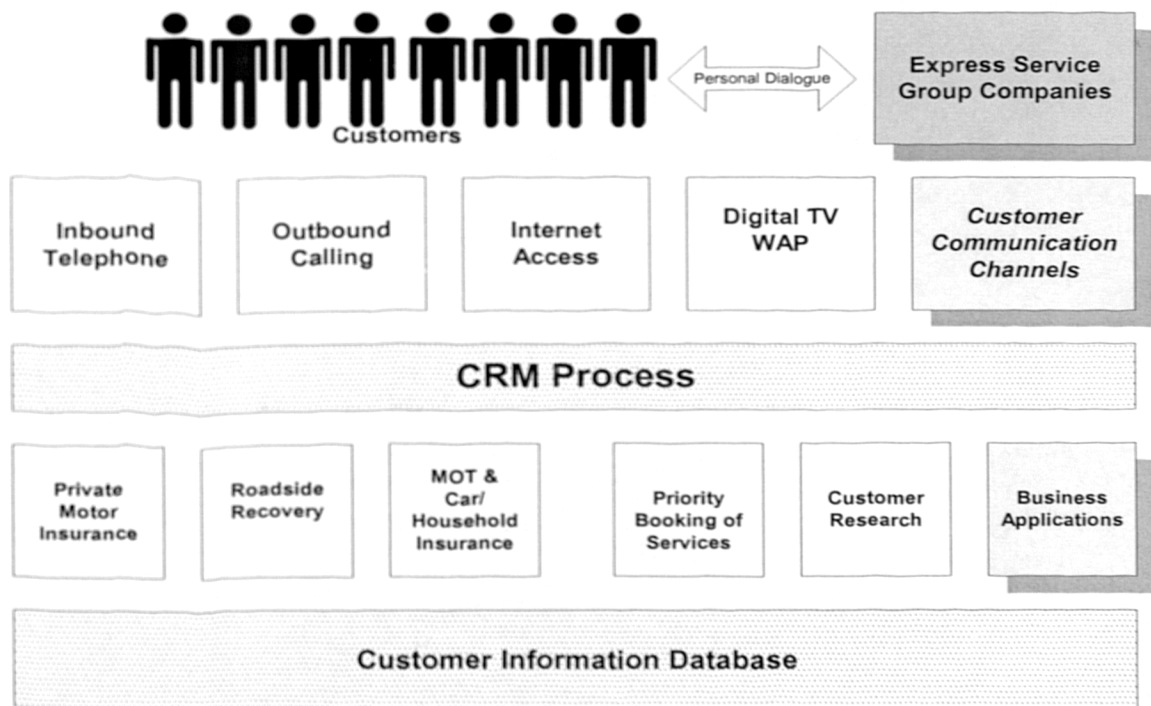 Personal Dialogue
Express Service
Group Companies
Customers
Inbound
Telephone
Outbound
Calling
Internet
Access
Digital TV
WAP
Customer
Communication
Channels
CRM Process
Private
Motor
Insurance
Roadside
Recovery
MOT &
Car/
Household
Insurance
Priority
Booking of
Services
Customer
Research
Business
Applications
Customer Information Database